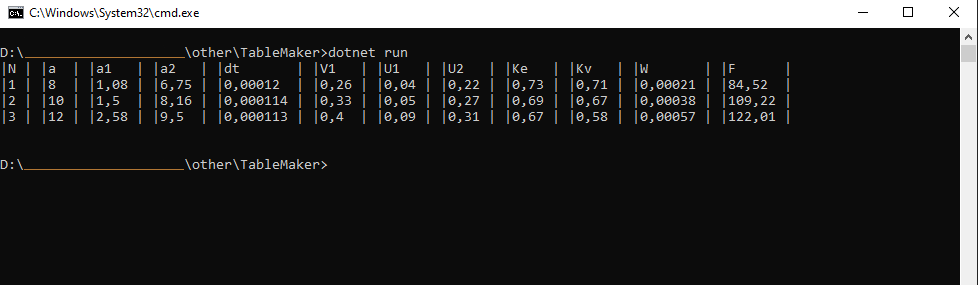 C:\Windows\System32\cmd.exe
D:\____________________\other\TableMaker>dotnet run
|N | |a  | |a1   | |a2   | |dt        | |V1   | |U1   | |U2   | |Ke   | |Kv   | |W        | |F      |
|1 | |8  | |1,08 | |6,75 | |0,00012   | |0,26 | |0,04 | |0,22 | |0,73 | |0,71 | |0,00021 | |84,52  |
|2 | |10 | |1,5  | |8,16 | |0,000114 | |0,33 | |0,05 | |0,27 | |0,69 | |0,67 | |0,00038 | |109,22 |
|3 | |12 | |2,58 | |9,5  | |0,000113 | |0,4  | |0,09 | |0,31 | |0,67 | |0,58 | |0,00057 | |122,01 |
D:\____________________\other\TableMaker>